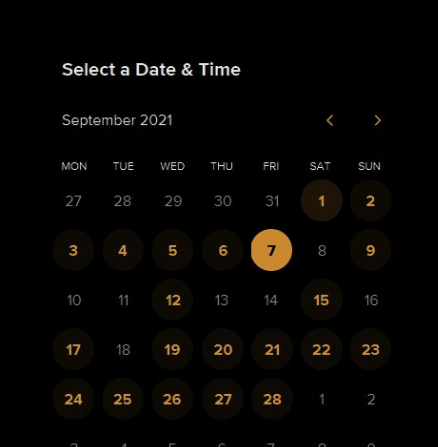 Select a Date & Time
September 2021
MON TUE WED THU FRI SAT SUN
27 28 29 30 31 1 2
3 4 5 6 7 8 9
10 11 12 13 14 15 16
17 18 19 20 21 22 23
24 25 26 27 28 1 2